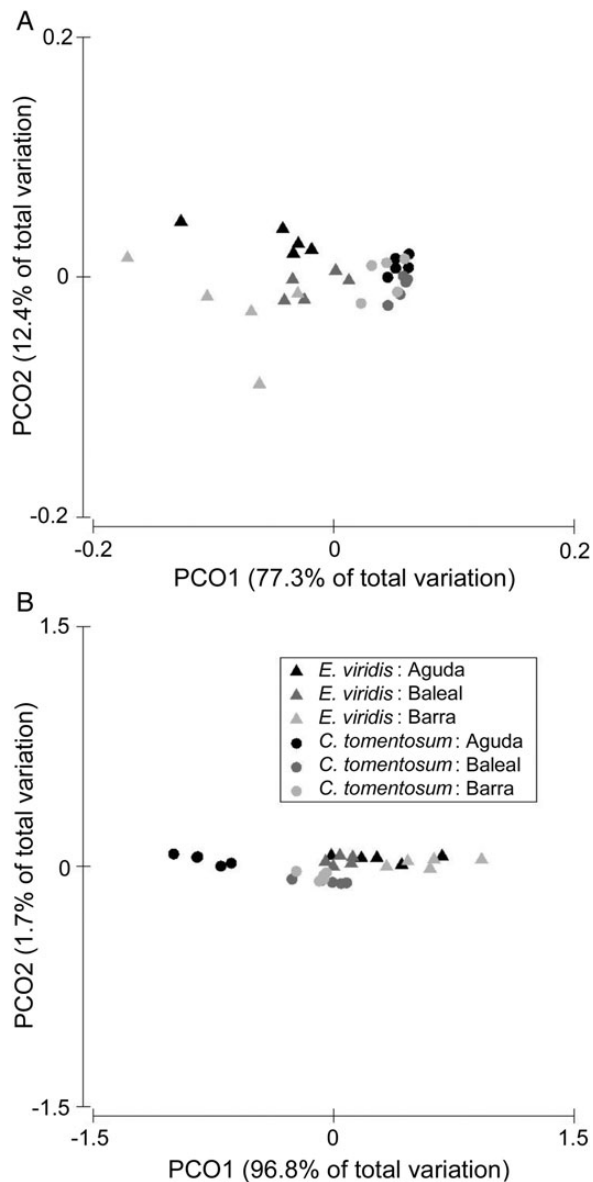 A
0.2
0
-0.2
PCO2 (12.4% of total variation)
-0.2 0 0.2
PCO1 (77.3% of total variation)
B
1.5
E. viridis : Aguda
E. viridis : Baleal
E. viridis : Barra
C. tomentosum : Aguda
C. tomentosum : Baleal
C. tomentosum : Barra
0
-1.5
PCO2 (1.7% of total variation)
-1.5 0 1.5
PCO1 (96.8% of total variation)